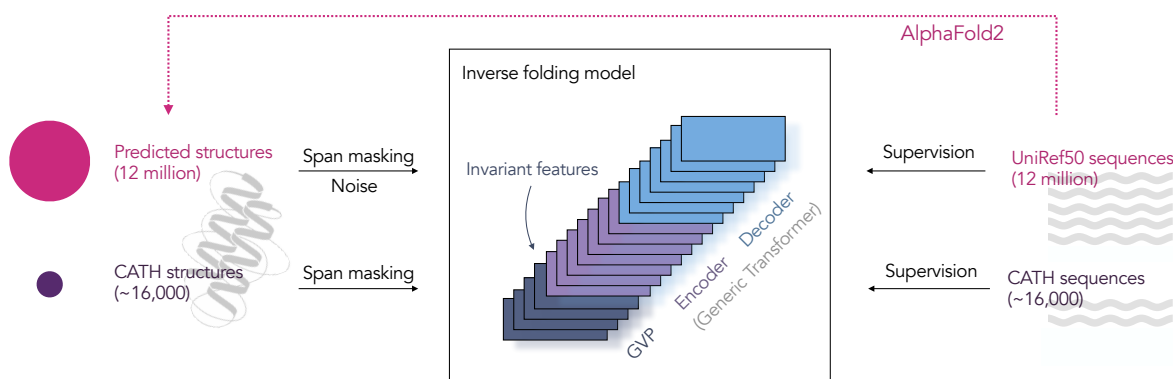 AlphaFold2
Inverse folding model
Predicted structures
(12 million)
Span masking
Noise
Invariant features
Supervision
UniRef50 sequences
(12 million)
CATH structures
(~16,000)
Span masking
GVP
Encoder
Decoder
(Generic Transformer)
Supervision
CATH sequences
(~16,000)